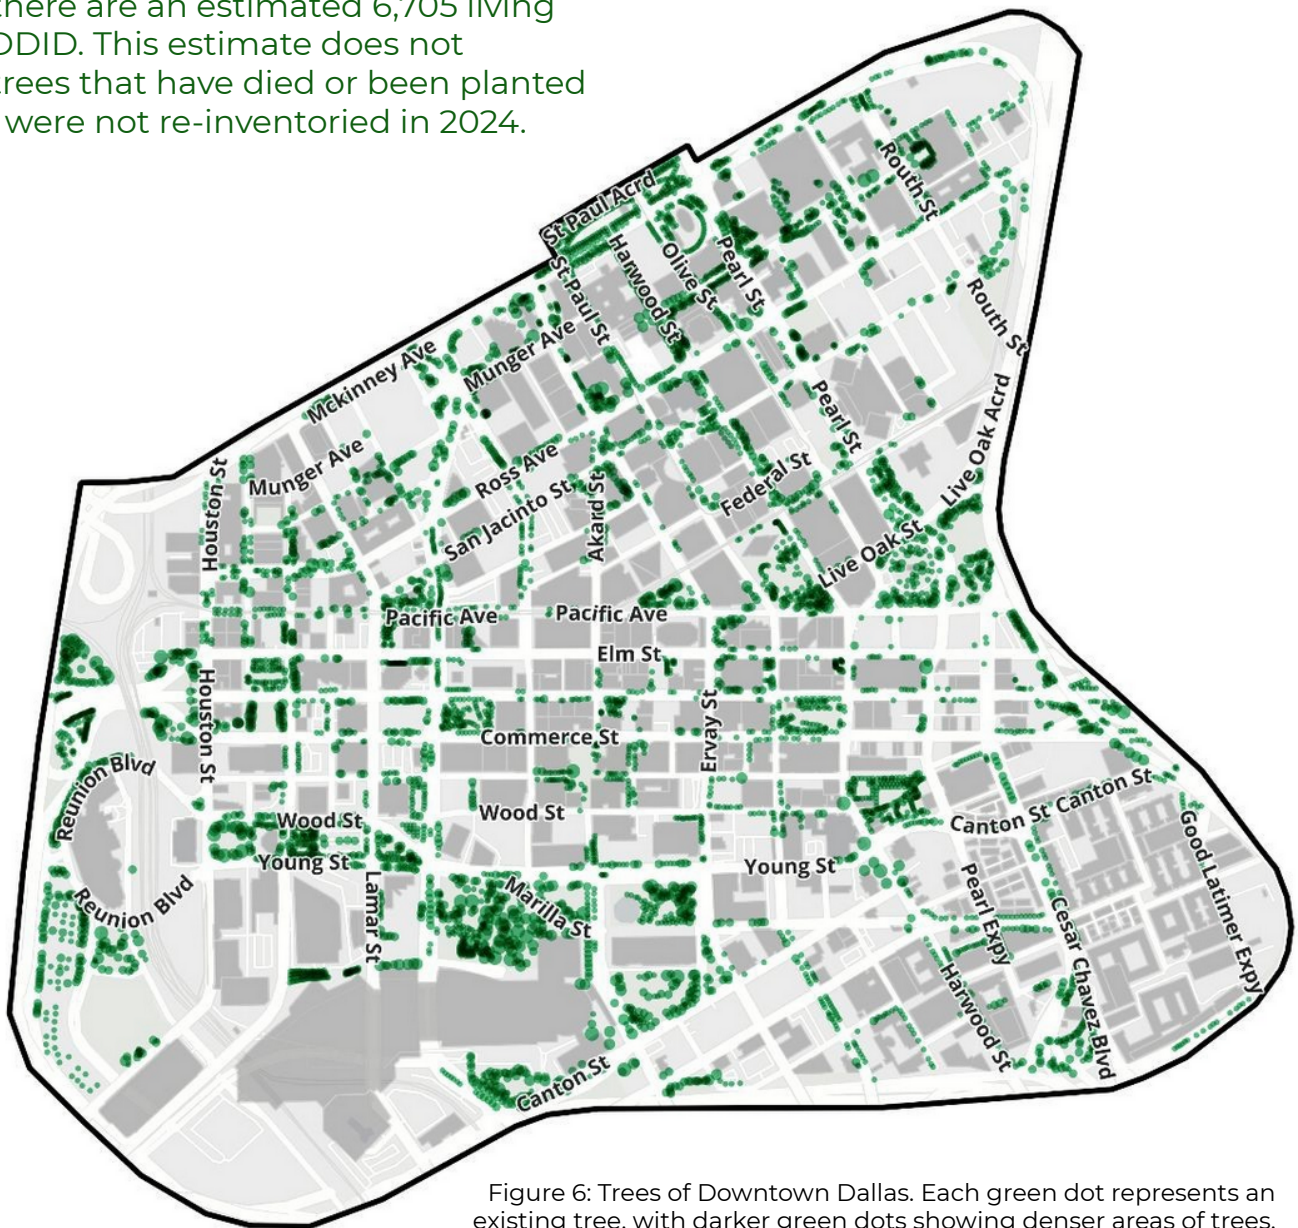 there are an estimated 6,705 living
DDID. This estimate does not
trees that have died or been planted
were not re-inventoried in 2024.
Routh St
St Paul Acrd
Harwood St
Olive St
Pearl St
St Paul St
Routh St
Munger Ave
Mckinney Ave
Pearl St
Live Oak Acrd
Munger Ave
Houston St
Ross Ave
Federal St
San Jacinto St
Akard St
Live Oak St
Pacific Ave
Pacific Ave
Elm St
Houston St
Ervay St
Commerce St
Reunion Blvd
Canton St
Canton St
Wood St
Wood St
Young St
Young St
Good Latimer Expy
Reunion Blvd
Lamar St
Marilla St
Pearl Expy
Cesar Chavez Blvd
Harwood St
Canton St
Figure 6: Trees of Downtown Dallas. Each green dot represents an
existing tree, with darker green dots showing denser areas of trees.